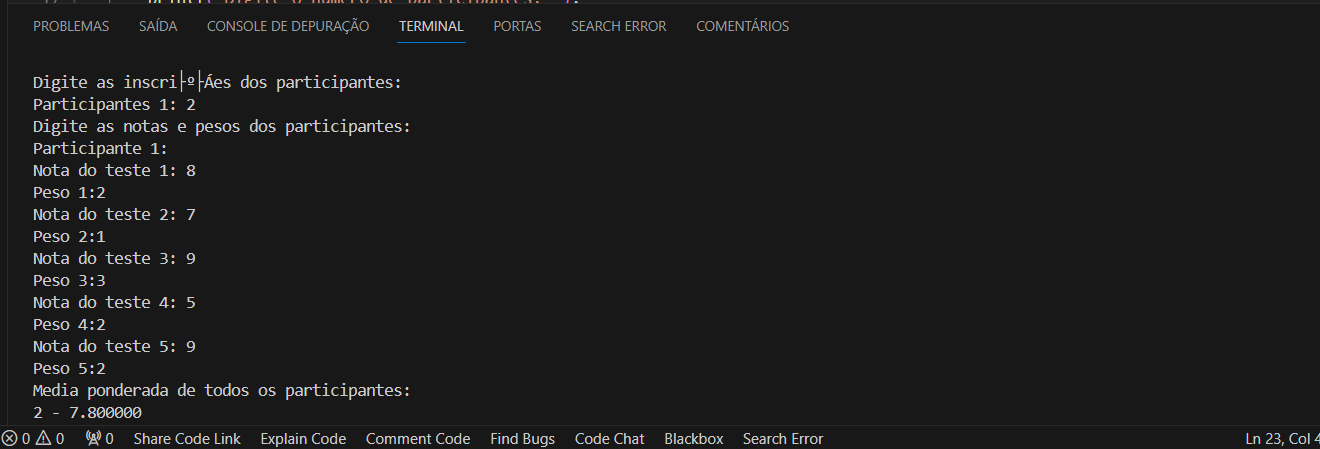 PROBLEMAS SAÍDA CONSOLE DE DEPURAÇÃO TERMINAL PORTAS SEARCH ERROR COMENTÁRIOS
Digite as inscri├º├Áes dos participantes:
Participantes 1: 2
Digite as notas e pesos dos participantes:
Participante 1:
Nota do teste 1: 8
Peso 1:2
Nota do teste 2: 7
Peso 2:1
Nota do teste 3: 9
Peso 3:3
Nota do teste 4: 5
Peso 4:2
Nota do teste 5: 9
Peso 5:2
Media ponderada de todos os participantes:
2 - 7.800000
0 0 0 Share Code Link Explain Code Comment Code Find Bugs Code Chat Blackbox Search Error Ln 23, Col